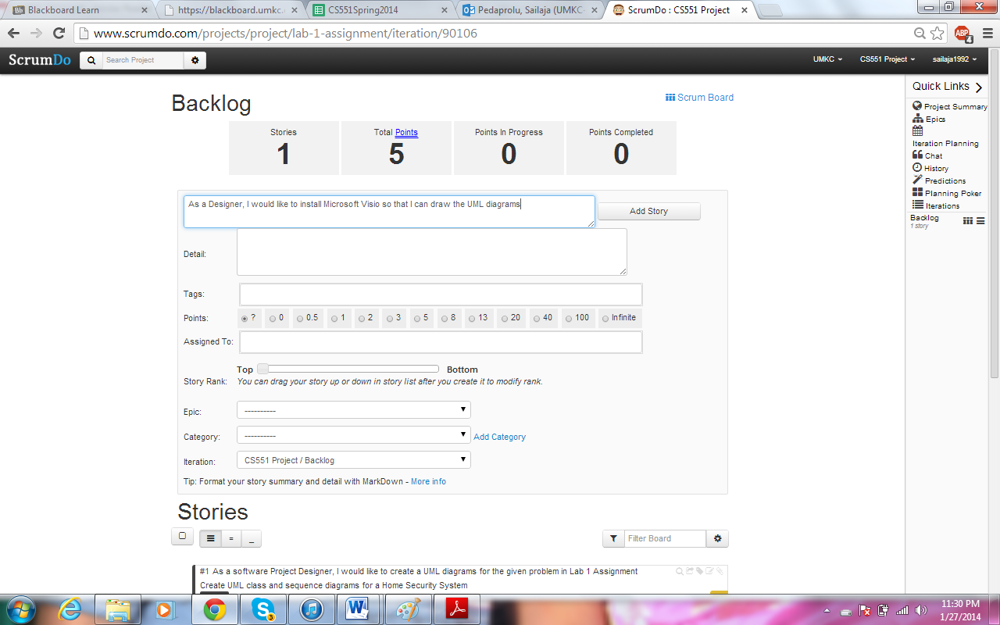 Blackboard Learn
https://blackboard.umkc.
CS551Spring2014
Pedaprolu, Sailaja (UMKC-
ScrumDo : CS551 Project
www.scrumdo.com/projects/project/lab-1-assignment/iteration/90106
ABP
4
ScrumDo
Search Project
UMKC
CS551 Project
sailaja1992
Backlog
Scrum Board
Stories
1
Total Points
5
Points In Progress
0
Points Completed
0
As a Designer, I would like to install Microsoft Visio so that I can draw the UML diagrams
Add Story
Detail:
Tags:
Points:
? 0 0.5 1 2 3 5 8 13 20 40 100 Infinite
Assigned To:
Top Bottom
Story Rank: You can drag your story up or down in story list after you create it to modify rank.
Epic: ----------
Category: ---------- Add Category
Iteration: CS551 Project / Backlog
Tip: Format your story summary and detail with MarkDown - More info
Stories
= _
Filter Board
#1 As a software Project Designer, I would like to create a UML diagrams for the given problem in Lab 1 Assignment
Create UML class and sequence diagrams for a Home Security System
Quick Links
Project Summary
Epics
Iteration Planning
Chat
History
Predictions
Planning Poker
Iterations
Backlog
1 story
3
11:30 PM
1/27/2014